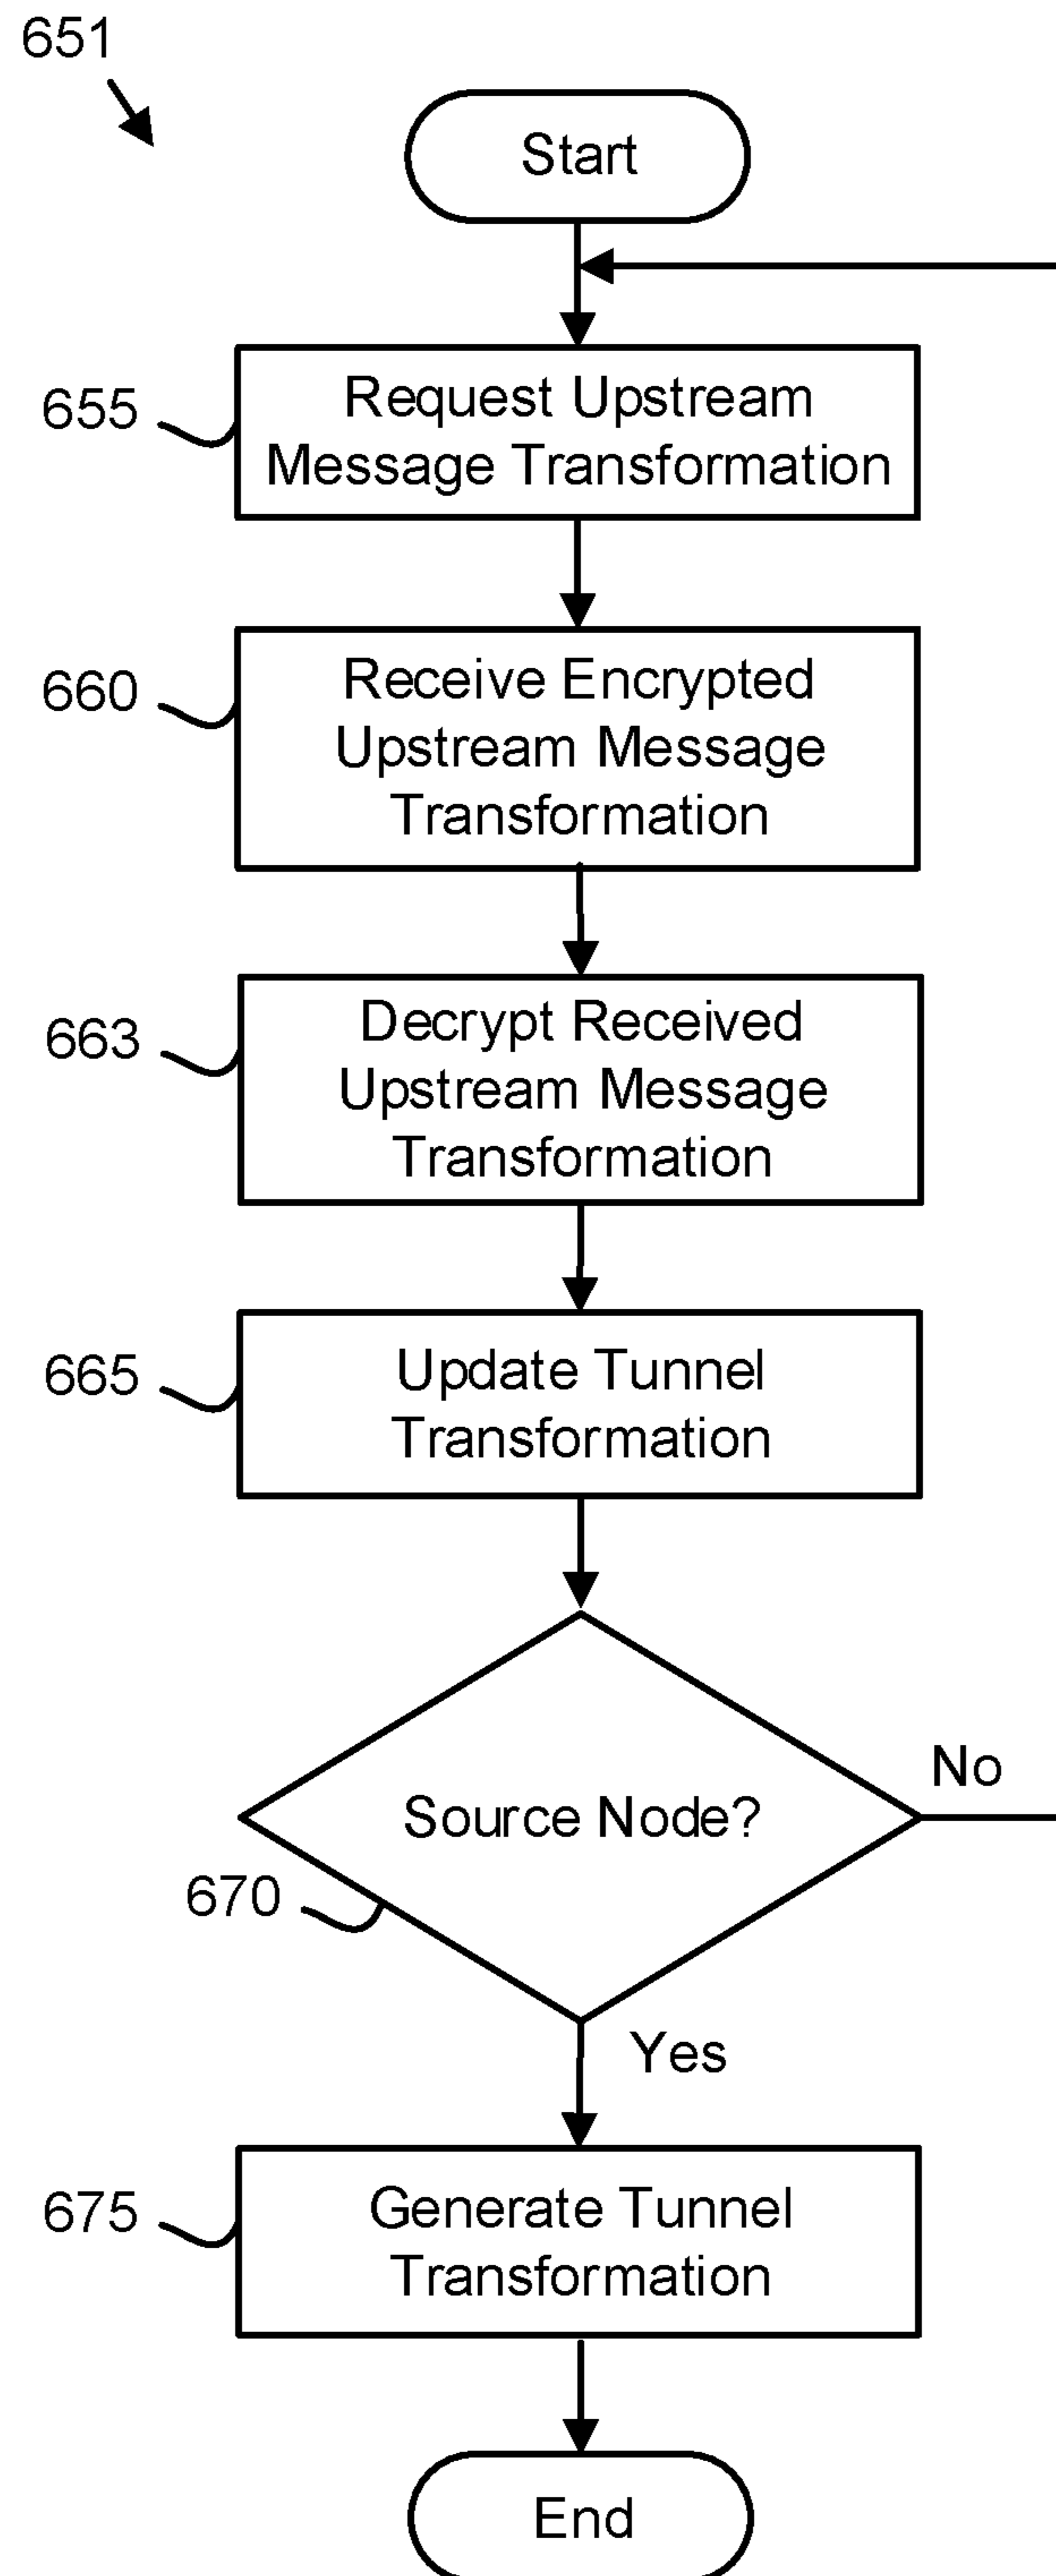 651
Start
655
Request Upstream
Message Transformation
660
Receive Encrypted
Upstream Message
Transformation
663
Decrypt Received
Upstream Message
Transformation
665
Update Tunnel
Transformation
Source Node?
No
670
Yes
675
Generate Tunnel
Transformation
End